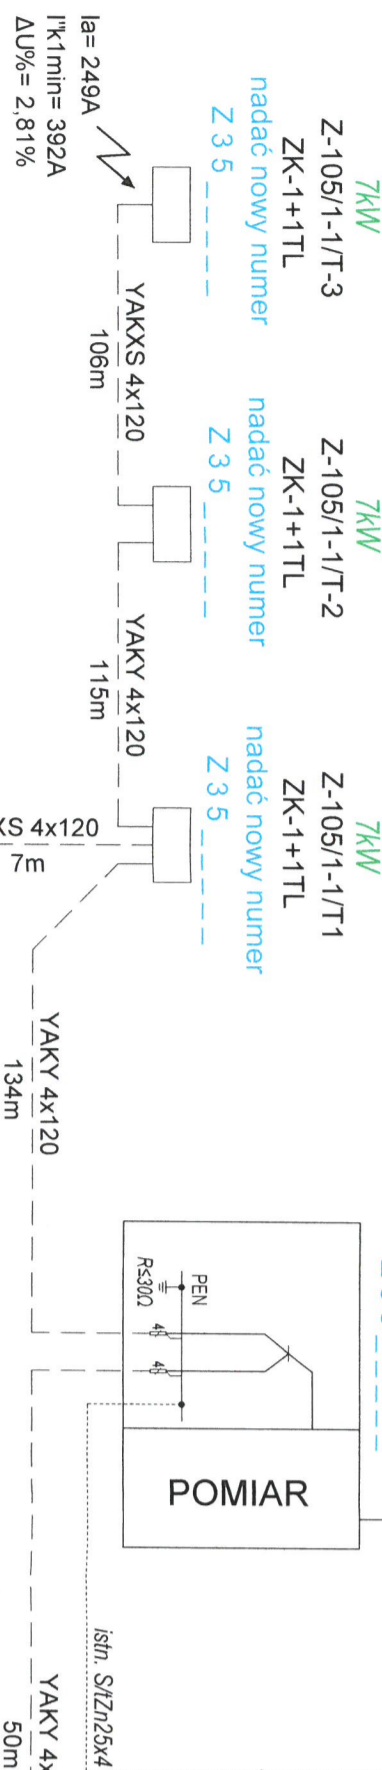 7kW
Z-105/1-1/T-3
ZK-1+1TL
nadać nowy numer
Z 3 5 _ _ _ _ _
Ia= 249A
I"k1min= 392A
ΔU%= 2,81%
YAKXS 4x120
106m
7kW
Z-105/1-1/T-2
ZK-1+1TL
nadać nowy numer
Z 3 5 _ _ _ _ _
YAKY 4x120
115m
7kW
Z-105/1-1/T1
ZK-1+1TL
nadać nowy numer
Z 3 5 _ _ _ _ _
XS 4x120
7m
YAKY 4x120
134m
PEN
R≤30Ω
POMIAR
istn. S/tZn25x4
YAKY 4x
50m